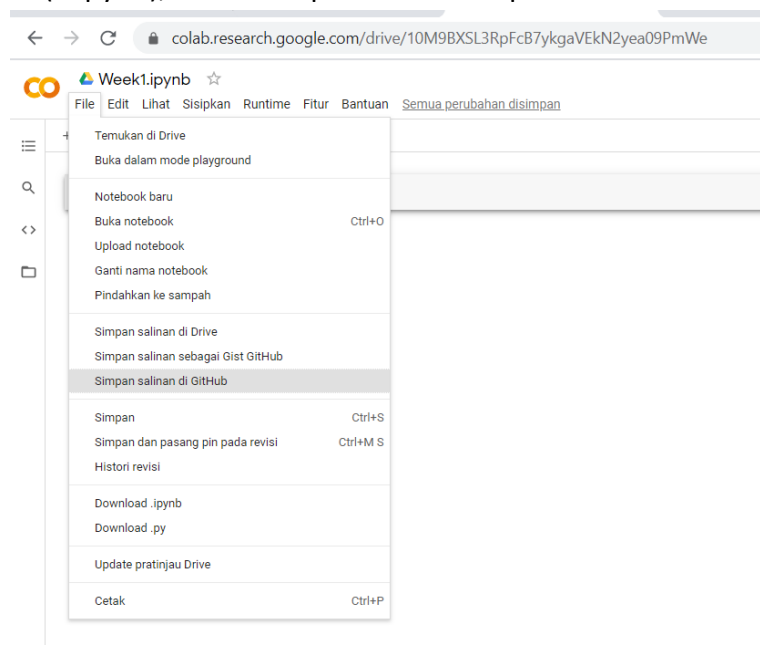 colab.research.google.com/drive/10M9BXSL3RpFcB7ykgaVEkN2yea09PmWe
Week1.ipynb
File Edit Lihat Sisipkan Runtime Fitur Bantuan Semua perubahan disimpan
Temukan di Drive
Buka dalam mode playground
Notebook baru
Buka notebook Ctrl+O
Upload notebook
Ganti nama notebook
Pindahkan ke sampah
Simpan salinan di Drive
Simpan salinan sebagai Gist GitHub
Simpan salinan di GitHub
Simpan Ctrl+S
Simpan dan pasang pin pada revisi Ctrl+M S
Histori revisi
Download .ipynb
Download .py
Update pratinjau Drive
Cetak Ctrl+P